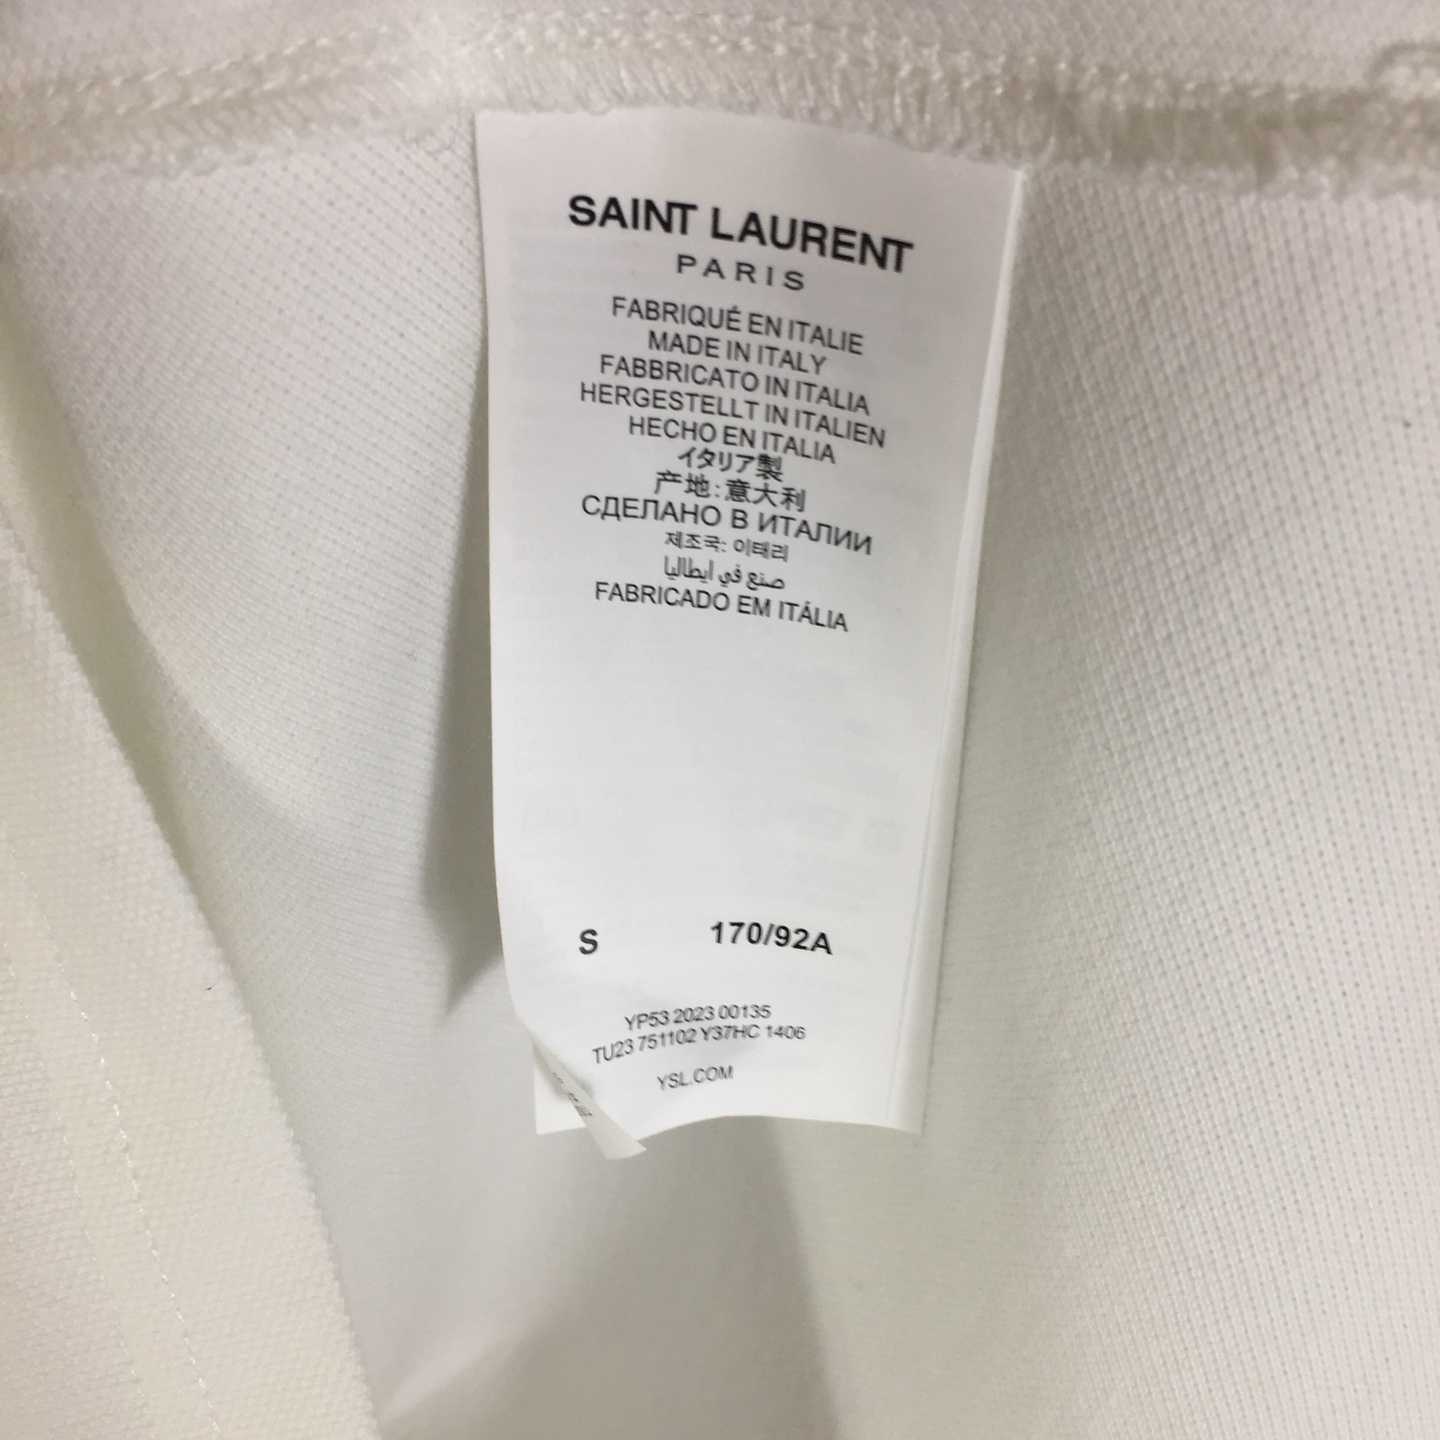 SAINT LAURENT
PARIS
FABRIQUÉ EN ITALIE
MADE IN ITALY
FABBRICATO IN ITALIA
HERGESTELLT IN ITALIEN
HECHO EN ITALIA
イタリア製
产地:意大利
СДЕЛАНО В ИТАЛИИ
제조국: 이태리
صنع في ايطاليا
FABRICADO EM ITÁLIA
S 170/92A
YP53 2023 00135
TU23 751102 Y37HC 1406
YSL.COM